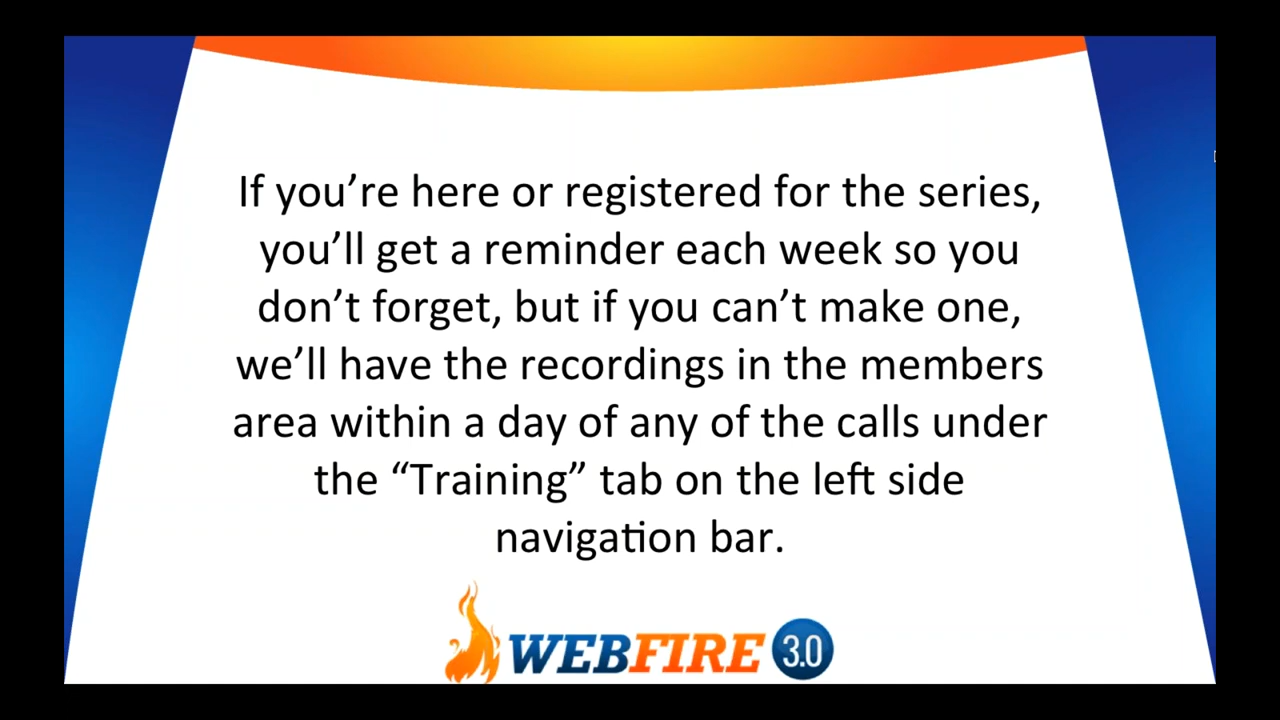 If you’re here or registered for the series,
you’ll get a reminder each week so you
don’t forget, but if you can’t make one,
we’ll have the recordings in the members
area within a day of any of the calls under
the “Training” tab on the left side
navigation bar.
WEBFIRE 3.0